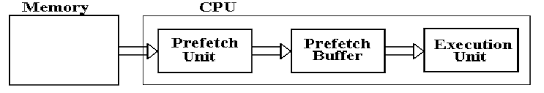 Memory
CPU
Prefetch
Unit
Prefetch
Buffer
Execution
Unit